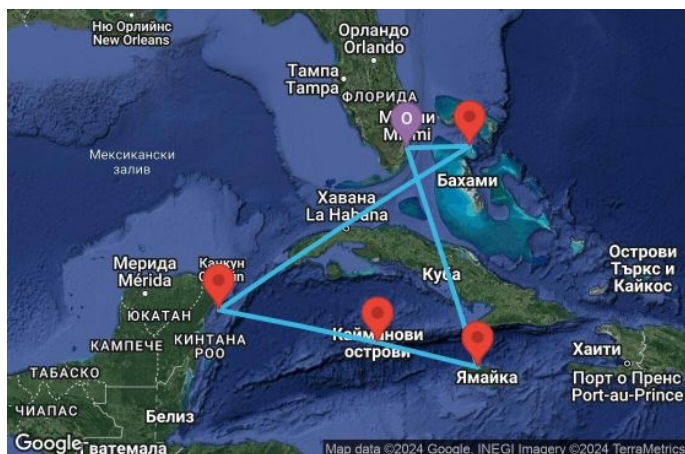 Ню Орлийнс
New Orleans
Орландо
Orlando
Тампа
Tampa
ФЛОРИДА
O
Miami
Мексикански
залив
Бахами
Хавана
La Habana
Мерида
Mérida
Куба
Острови
Търкс и
Кайкос
ЮКАТАН
КИНТАНА
РОО
КАМПЕЧЕ
острови
Хаити
Ямайка
ТАБАСКО
Порт о Пренс
Port-au-Prince
ЧИАПАС
Белиз
Google
Map data ©2024 Google, INEGI Imagery ©2024 TerraMetrics